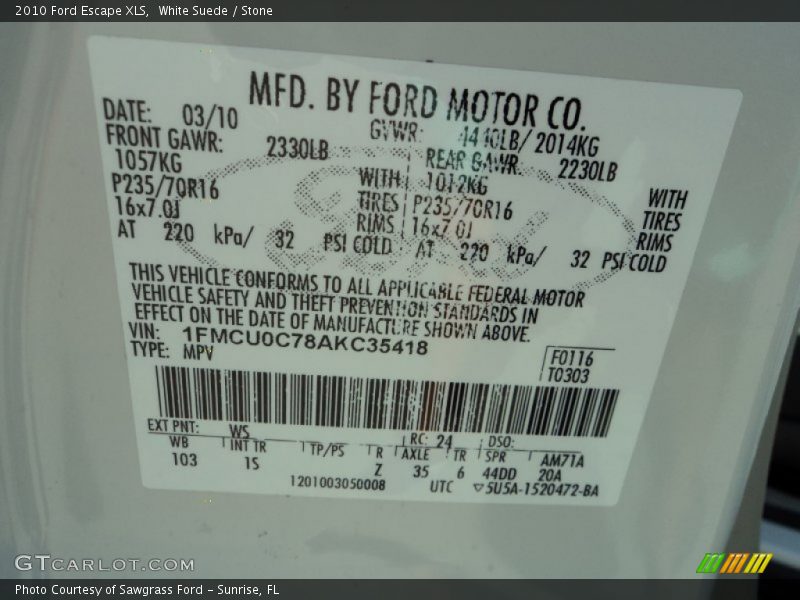 2010 Ford Escape XLS, White Suede / Stone
MFD. BY FORD MOTOR CO.
DATE: 03/10 GVWR: 4440LB/ 2014KG
FRONT GAWR: 2330LB REAR GAWR: 2230LB
1057KG WITH 1012KG WITH
P235/70R16 TIRES P235/70R16 TIRES
16x7.0J RIMS 16x7.0J RIMS
AT 220 kPa/ 32 PSI COLD AT 220 kPa/ 32 PSI COLD
THIS VEHICLE CONFORMS TO ALL APPLICABLE FEDERAL MOTOR
VEHICLE SAFETY AND THEFT PREVENTION STANDARDS IN
EFFECT ON THE DATE OF MANUFACTURE SHOWN ABOVE.
VIN: 1FMCU0C78AKC35418
TYPE: MPV
F0116
T0303
EXT PNT: WS RC: 24 DSO:
WB INT TR TP/PS R AXLE TR SPR AM71A
103 1S Z 35 6 44DD 20A
1201003050008 UTC ▽5U5A-1520472-BA
GTCARLOT.COM
Photo Courtesy of Sawgrass Ford - Sunrise, FL